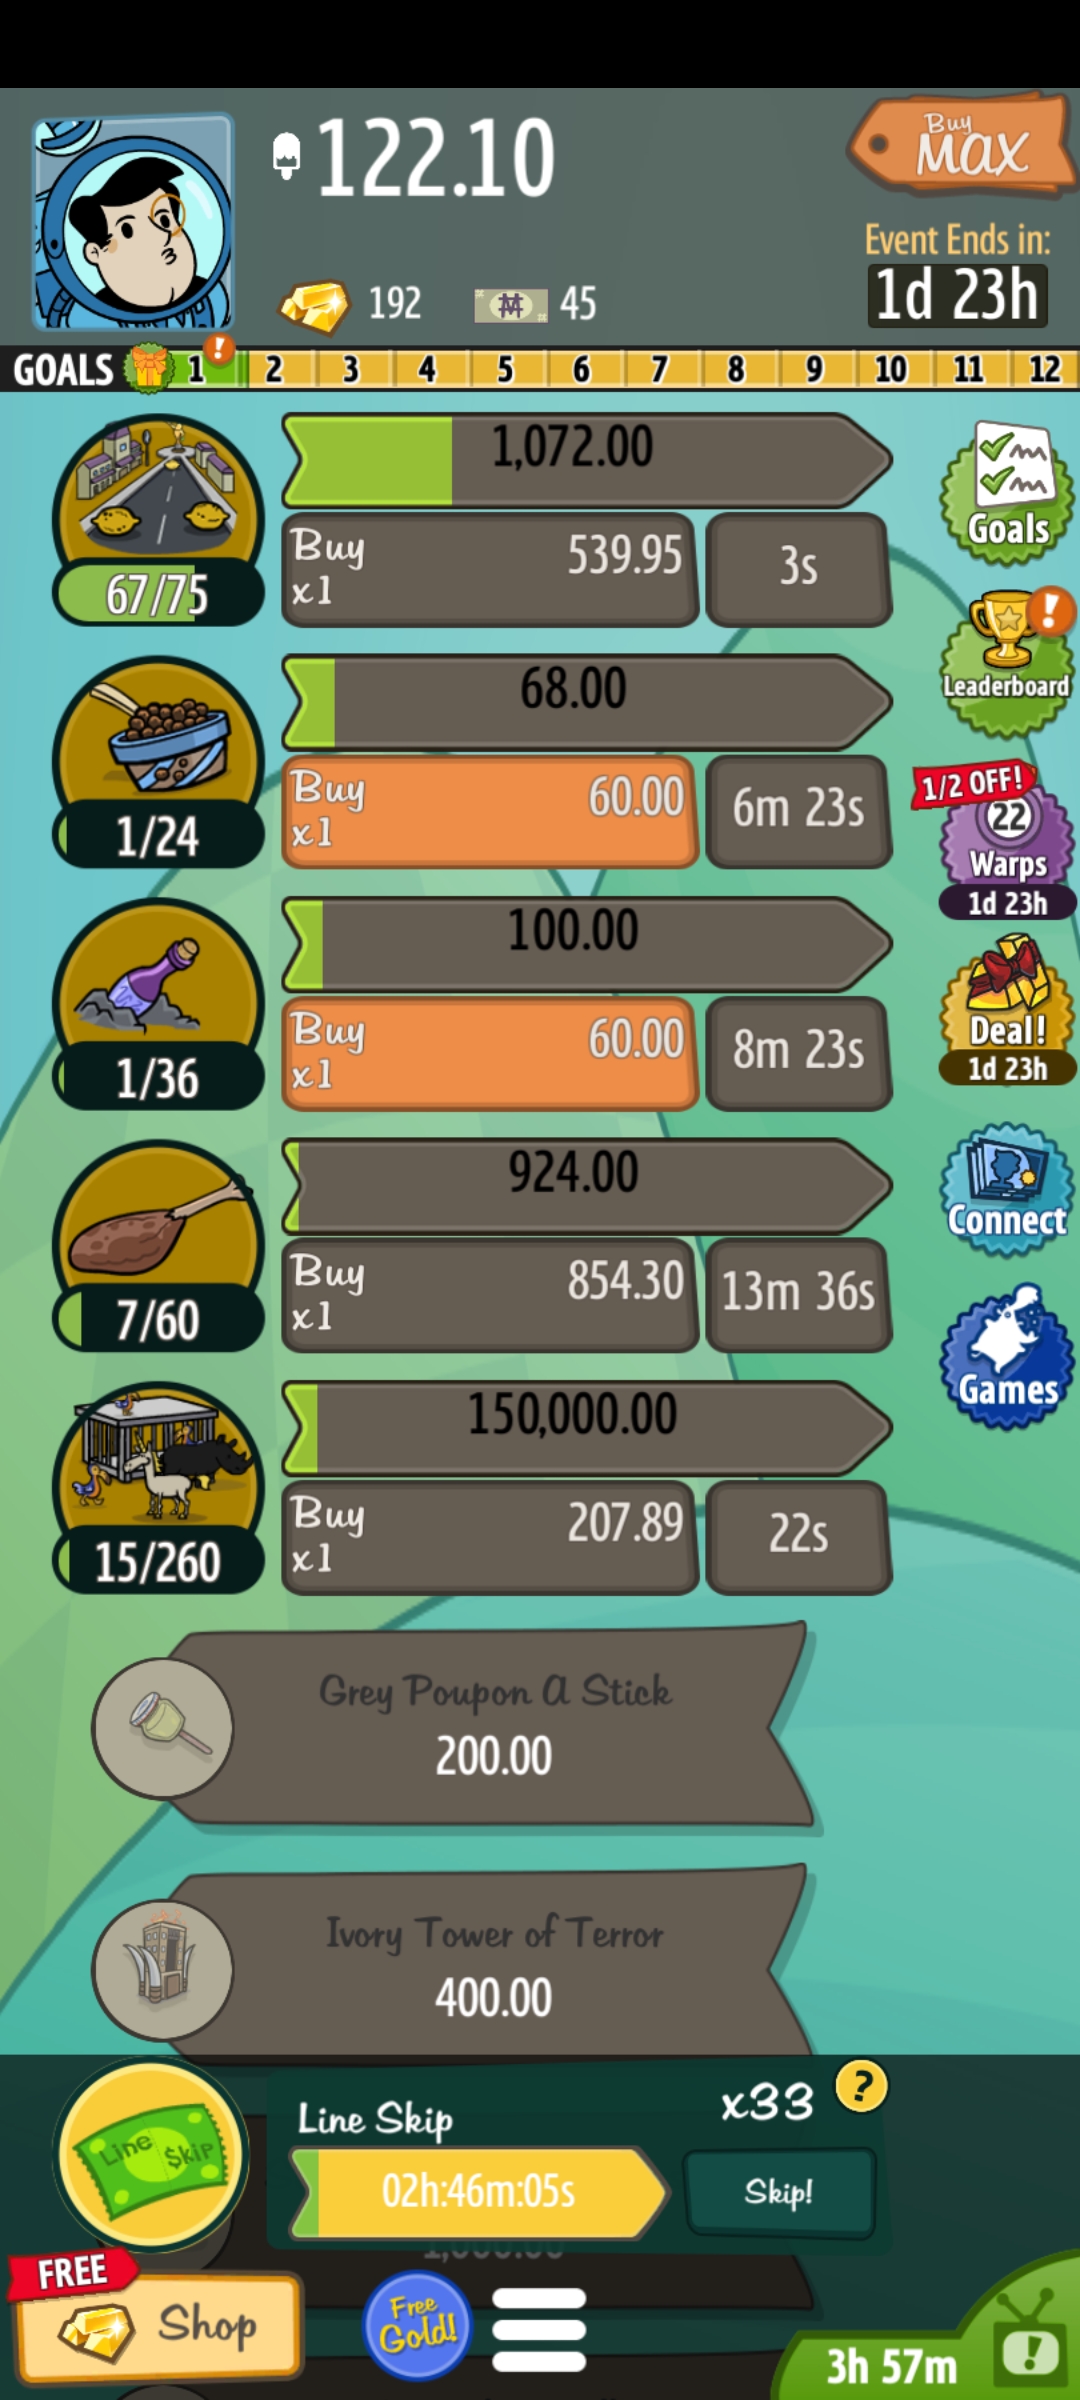 122.10
Buy
MAX
Event Ends in:
1d 23h
192
45
GOALS
1 2 3 4 5 6 7 8 9 10 11 12
1,072.00
67/75
Buy x1
539.95
3s
Goals
Leaderboard
68.00
1/24
Buy x1
60.00
6m 23s
1/2 OFF!
22
Warps
1d 23h
100.00
1/36
Buy x1
60.00
8m 23s
Deal!
1d 23h
924.00
7/60
Buy x1
854.30
13m 36s
Connect
Games
150,000.00
15/260
Buy x1
207.89
22s
Grey Poupon A Stick
200.00
Ivory Tower of Terror
400.00
Line $kip
Line Skip
x33
?
02h:46m:05s
Skip!
FREE
Shop
Free
Gold!
3h 57m